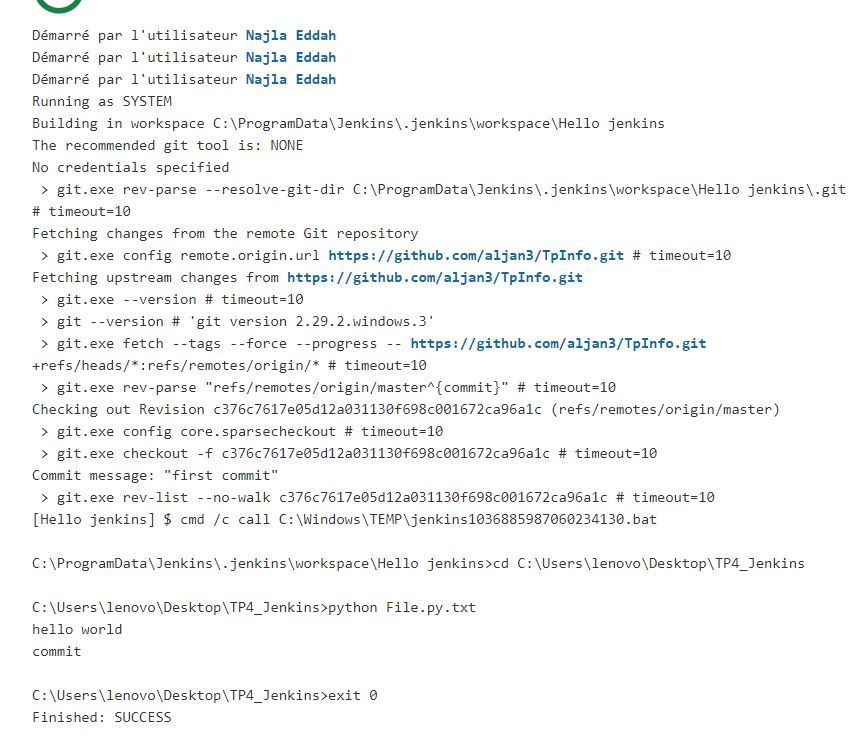 Démarré par l'utilisateur Najla Eddah
Démarré par l'utilisateur Najla Eddah
Démarré par l'utilisateur Najla Eddah
Running as SYSTEM
Building in workspace C:\ProgramData\Jenkins\.jenkins\workspace\Hello jenkins
The recommended git tool is: NONE
No credentials specified
 > git.exe rev-parse --resolve-git-dir C:\ProgramData\Jenkins\.jenkins\workspace\Hello jenkins\.git
# timeout=10
Fetching changes from the remote Git repository
 > git.exe config remote.origin.url https://github.com/aljan3/TpInfo.git # timeout=10
Fetching upstream changes from https://github.com/aljan3/TpInfo.git
 > git.exe --version # timeout=10
 > git --version # 'git version 2.29.2.windows.3'
 > git.exe fetch --tags --force --progress -- https://github.com/aljan3/TpInfo.git
+refs/heads/*:refs/remotes/origin/* # timeout=10
 > git.exe rev-parse "refs/remotes/origin/master^{commit}" # timeout=10
Checking out Revision c376c7617e05d12a031130f698c001672ca96a1c (refs/remotes/origin/master)
 > git.exe config core.sparsecheckout # timeout=10
 > git.exe checkout -f c376c7617e05d12a031130f698c001672ca96a1c # timeout=10
Commit message: "first commit"
 > git.exe rev-list --no-walk c376c7617e05d12a031130f698c001672ca96a1c # timeout=10
[Hello jenkins] $ cmd /c call C:\Windows\TEMP\jenkins1036885987060234130.bat
C:\ProgramData\Jenkins\.jenkins\workspace\Hello jenkins>cd C:\Users\lenovo\Desktop\TP4_Jenkins
C:\Users\lenovo\Desktop\TP4_Jenkins>python File.py.txt
hello world
commit
C:\Users\lenovo\Desktop\TP4_Jenkins>exit 0
Finished: SUCCESS